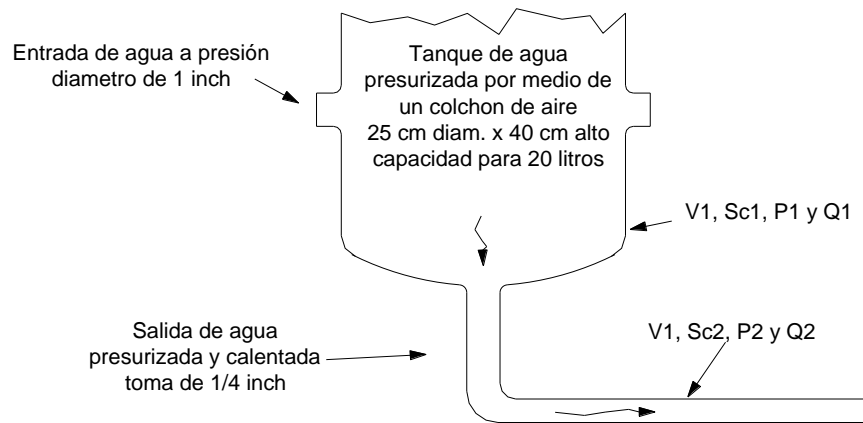 Entrada de agua a presión
diametro de 1 inch
Tanque de agua
presurizada por medio de
un colchon de aire
25 cm diam. x 40 cm alto
capacidad para 20 litros
V1, Sc1, P1 y Q1
Salida de agua
presurizada y calentada
toma de 1/4 inch
V1, Sc2, P2 y Q2